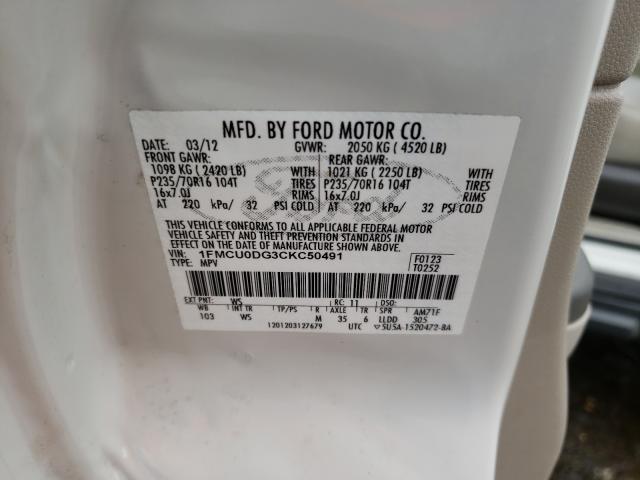 MFD. BY FORD MOTOR CO.
DATE: 03/12 GVWR: 2050 KG ( 4520 LB)
FRONT GAWR: REAR GAWR:
1098 KG ( 2420 LB) WITH 1021 KG ( 2250 LB) WITH
P235/70R16 104T TIRES P235/70R16 104T TIRES
16x7.0J RIMS 16x7.0J RIMS
AT 220 kPa/ 32 PSI COLD AT 220 kPa/ 32 PSI COLD
THIS VEHICLE CONFORMS TO ALL APPLICABLE FEDERAL MOTOR
VEHICLE SAFETY AND THEFT PREVENTION STANDARDS IN
EFFECT ON THE DATE OF MANUFACTURE SHOWN ABOVE.
VIN: 1FMCU0DG3CKC50491 F0123
TYPE: MPV T0252
EXT PNT: WS RC: 11 DSO:
WB INT TR TP/PS R AXLE TR SPR AM71F
103 WS M 35 6 LLDD 305
1201203127679 UTC ▽5U5A-1520472-BA